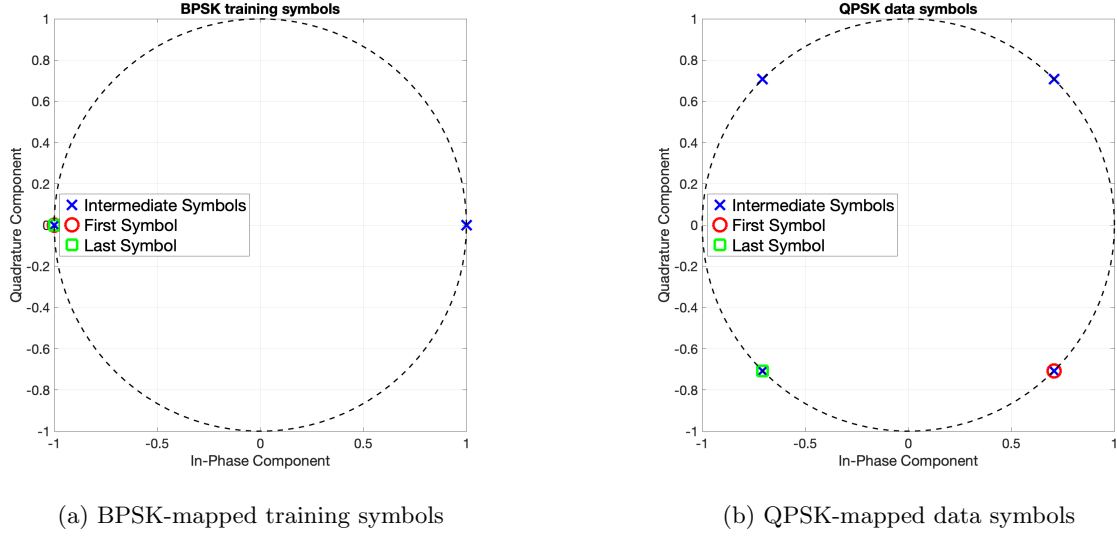 BPSK training symbols
1
0.8
0.6
0.4
0.2
0
-0.2
-0.4
-0.6
-0.8
-1
Quadrature Component
Intermediate Symbols
First Symbol
Last Symbol
-1 -0.5 0 0.5 1
In-Phase Component
(a) BPSK-mapped training symbols
QPSK data symbols
1
0.8
0.6
0.4
0.2
0
-0.2
-0.4
-0.6
-0.8
-1
Quadrature Component
Intermediate Symbols
First Symbol
Last Symbol
-1 -0.5 0 0.5 1
In-Phase Component
(b) QPSK-mapped data symbols